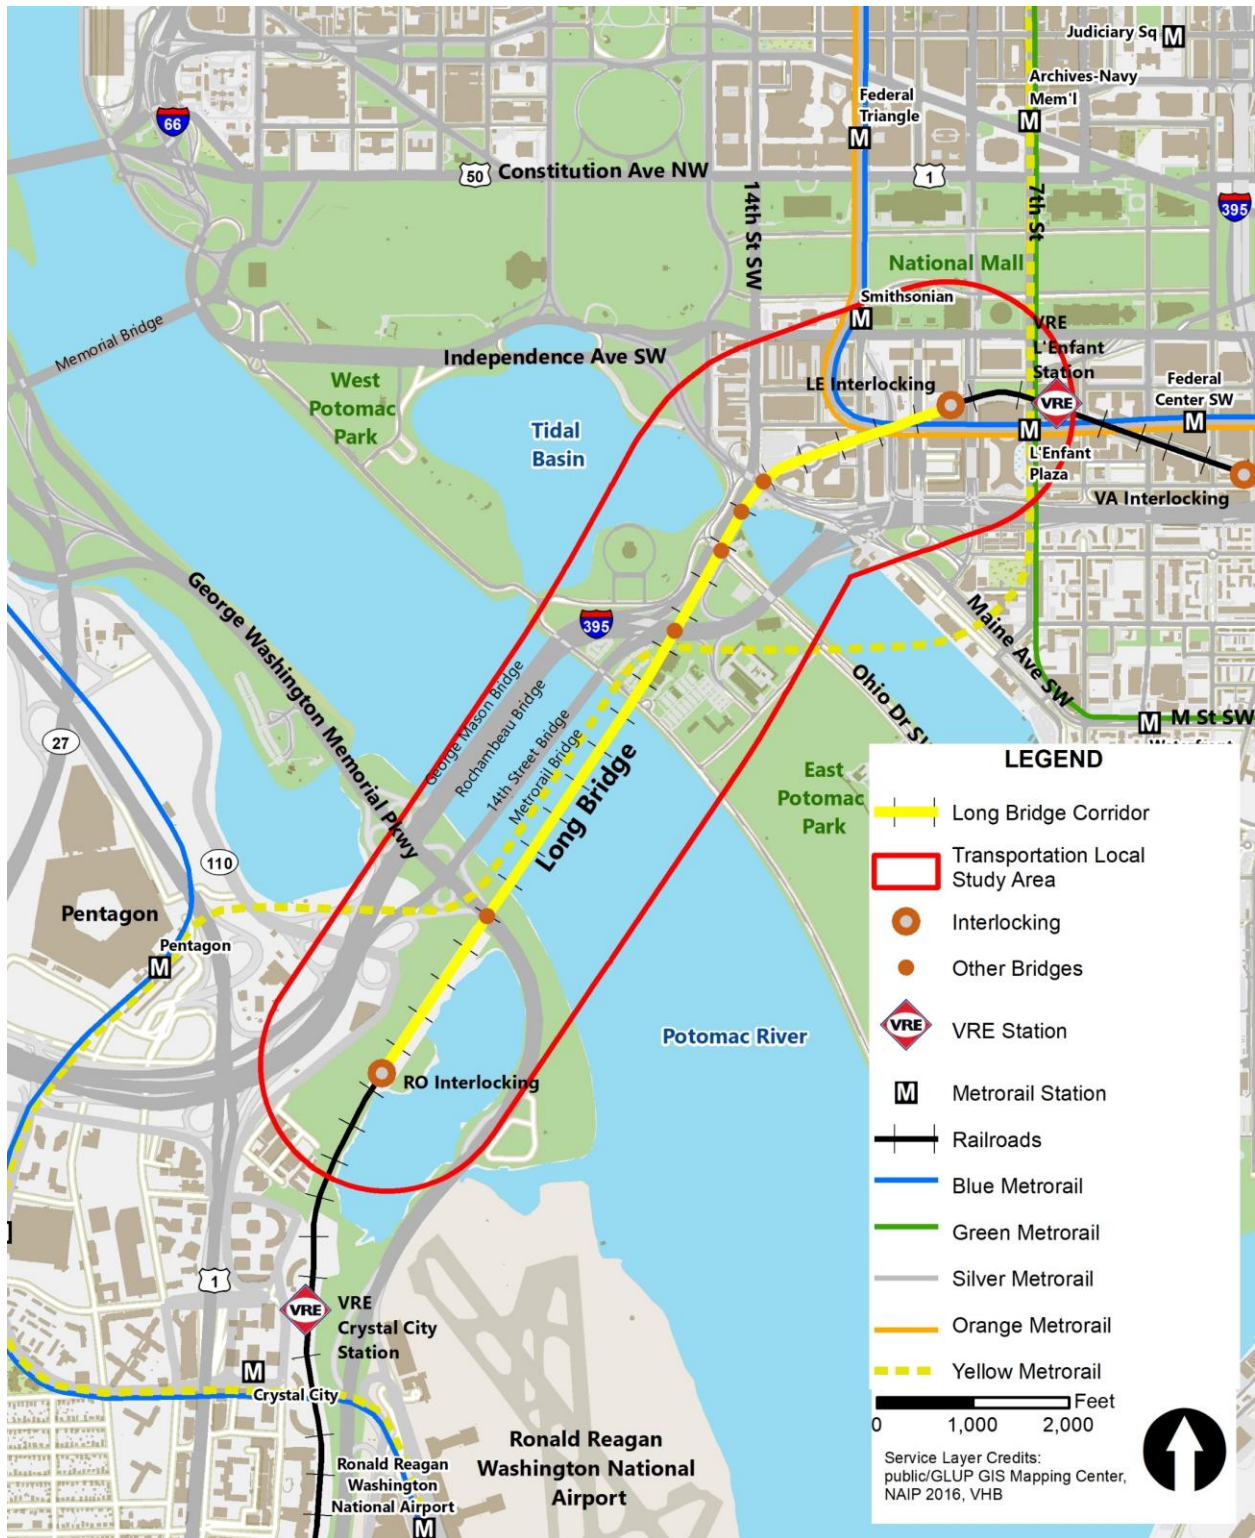 Judiciary Sq
M
Archives-Navy
Mem'l
M
Federal
Triangle
M
66
50
Constitution Ave NW
1
395
14th St SW
7th St
National Mall
Smithsonian
M
Memorial Bridge
Independence Ave SW
VRE
L'Enfant
Station
VRE
West
Potomac
Park
Tidal
Basin
LE Interlocking
Federal
Center SW
M
M
L'Enfant
Plaza
VA Interlocking
George Washington Memorial Pkwy
395
Maine Ave SW
Ohio Dr S
M
M St SW
George Mason Bridge
Rochambeau Bridge
14th Street Bridge
Metrorail Bridge
Long Bridge
East
Potomac
Park
27
110
Pentagon
Pentagon
M
Potomac River
RO Interlocking
1
VRE
VRE
Crystal City
Station
M
Crystal City
Ronald Reagan
Washington
National Airport
M
Ronald Reagan
Washington National
Airport
LEGEND
Long Bridge Corridor
Transportation Local
Study Area
Interlocking
Other Bridges
VRE
VRE Station
M
Metrorail Station
Railroads
Blue Metrorail
Green Metrorail
Silver Metrorail
Orange Metrorail
Yellow Metrorail
Feet
0 1,000 2,000
Service Layer Credits:
public/GLUP GIS Mapping Center,
NAIP 2016, VHB